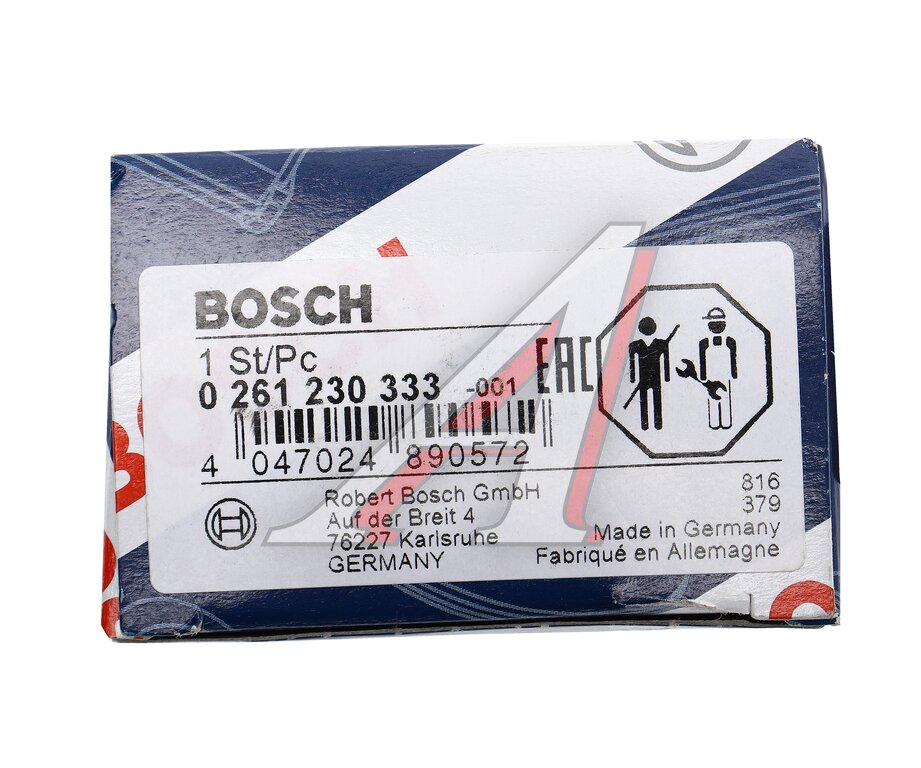 BOSCH
1 St/Pc
0 261 230 333 -001
EAC
4 047024 890572
Robert Bosch GmbH
Auf der Breit 4
76227 Karlsruhe
GERMANY
816
379
Made in Germany
Fabriqué en Allemagne